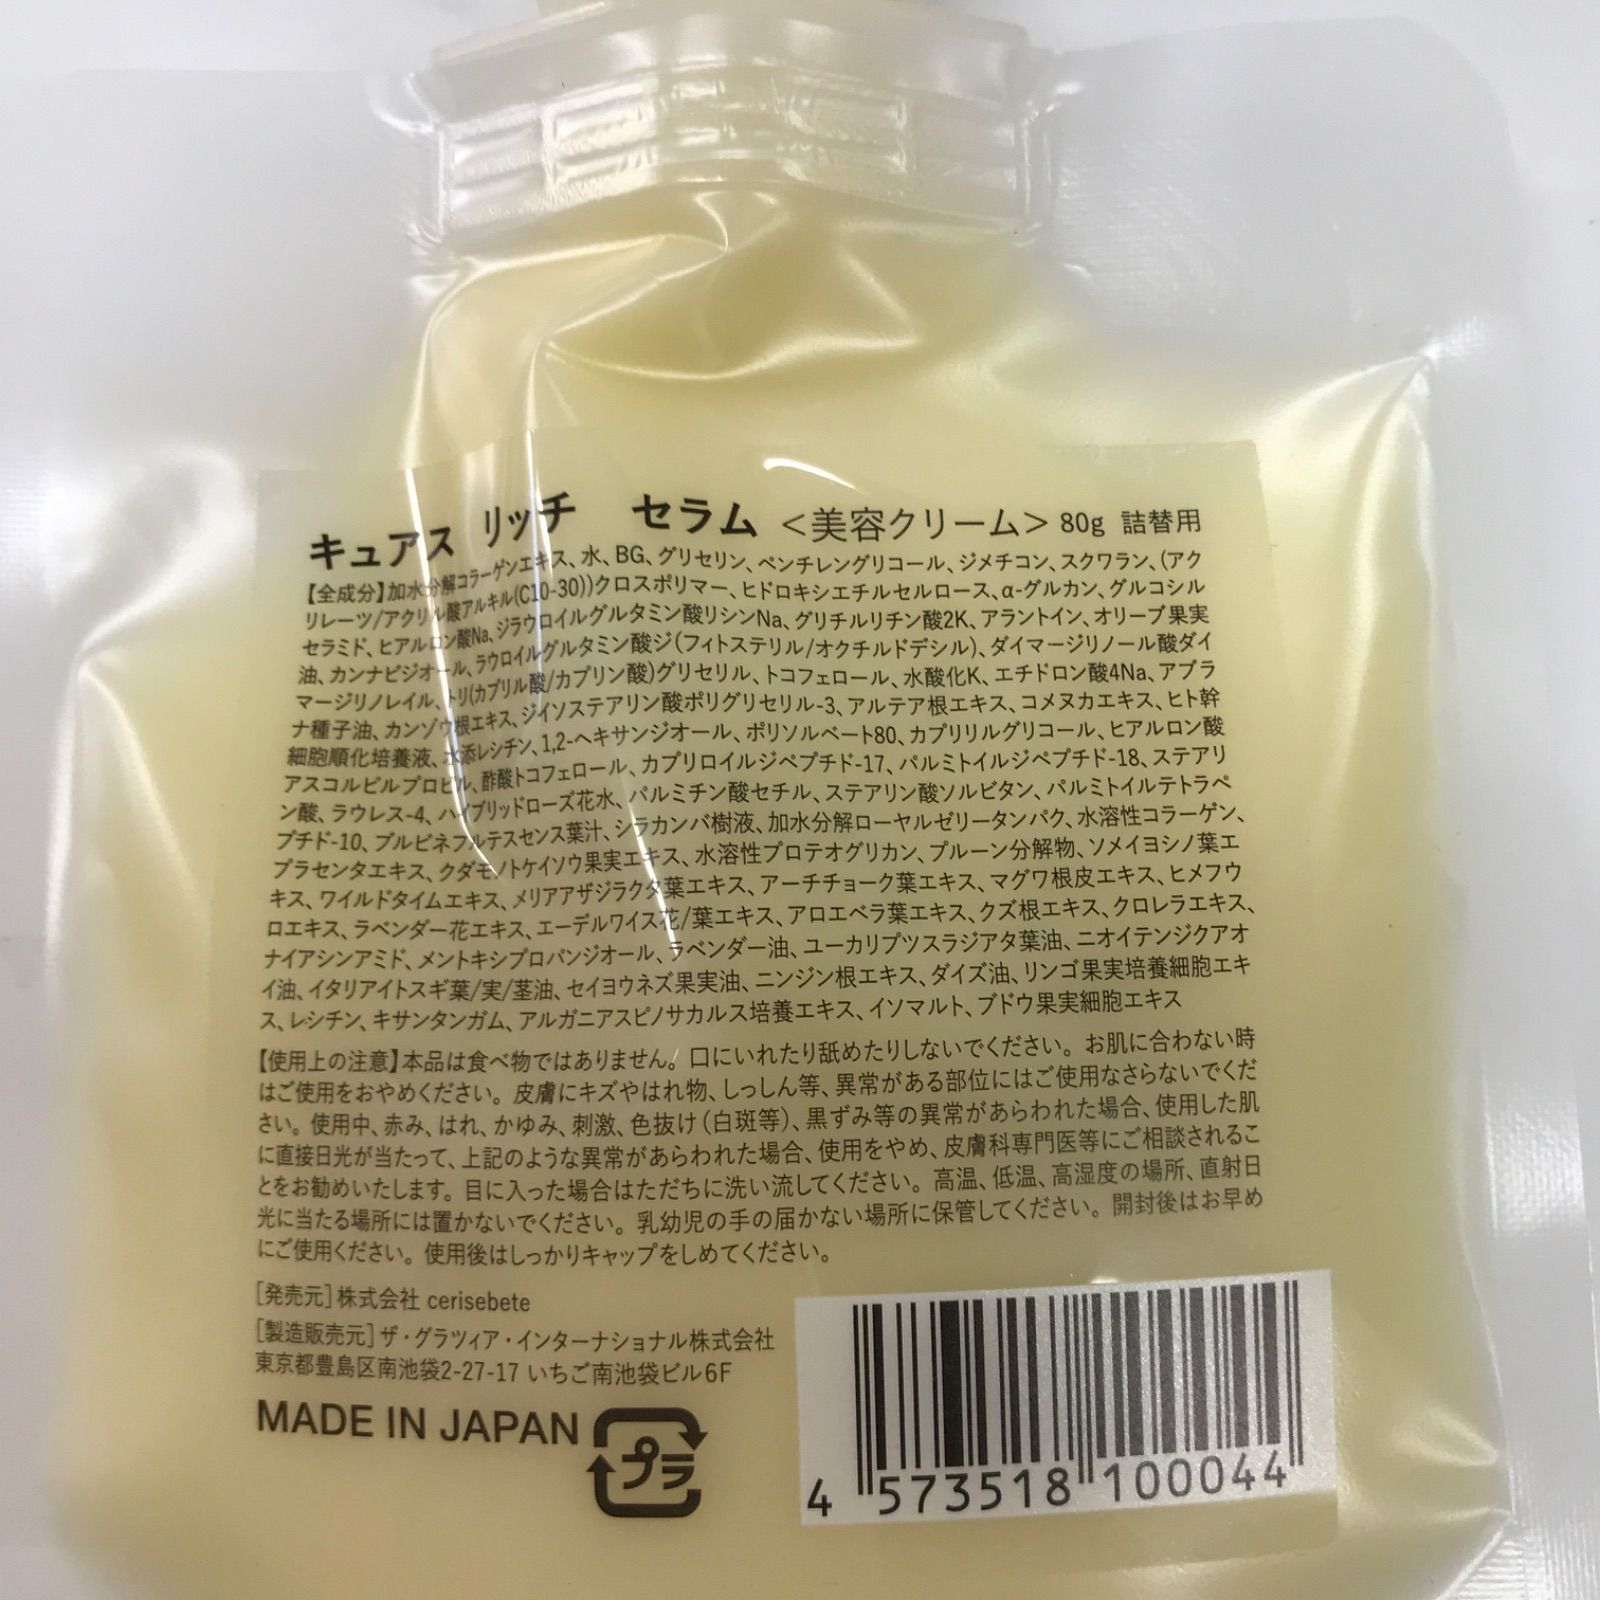 キュアス リッチ セラム <美容クリーム> 80g 詰替用
【全成分】加水分解コラーゲンエキス、水、BG、グリセリン、ペンチレングリコール、ジメチコン、スクワラン、(アク
リレーツ/アクリル酸アルキル(C10-30))クロスポリマー、ヒドロキシエチルセルロース、α-グルカン、グルコシル
セラミド、ヒアルロン酸Na、ジラウロイルグルタミン酸リシンNa、グリチルリチン酸2K、アラントイン、オリーブ果実
油、カンナビジオール、ラウロイルグルタミン酸ジ(フィトステリル/オクチルドデシル)、ダイマージリノール酸ダイ
マージリノレイル、トリ(カプリル酸/カプリン酸)グリセリル、トコフェロール、水酸化K、エチドロン酸4Na、アブラ
ナ種子油、カンゾウ根エキス、ジイソステアリン酸ポリグリセリル-3、アルテア根エキス、コメヌカエキス、ヒト幹
細胞順化培養液、水添レシチン、1,2-ヘキサンジオール、ポリソルベート80、カプリリルグリコール、ヒアルロン酸
アスコルビルプロピル、酢酸トコフェロール、カプロイルジペプチド-17、パルミトイルジペプチド-18、ステアリ
ン酸、ラウレス-4、ハイブリッドローズ花水、パルミチン酸セチル、ステアリン酸ソルビタン、パルミトイルテトラペ
プチド-10、ブルビネフルテスセンス葉汁、シラカンバ樹液、加水分解ローヤルゼリータンパク、水溶性コラーゲン、
プラセンタエキス、クダモノトケイソウ果実エキス、水溶性プロテオグリカン、プルーン分解物、ソメイヨシノ葉エ
キス、ワイルドタイムエキス、メリアアザジラクタ葉エキス、アーチチョーク葉エキス、マグワ根皮エキス、ヒメフウ
ロエキス、ラベンダー花エキス、エーデルワイス花/葉エキス、アロエベラ葉エキス、クズ根エキス、クロレラエキス、
ナイアシンアミド、メントキシプロパンジオール、ラベンダー油、ユーカリプツスラジアタ葉油、ニオイテンジクアオ
イ油、イタリアイトスギ葉/実/茎油、セイヨウネズ果実油、ニンジン根エキス、ダイズ油、リンゴ果実培養細胞エキ
ス、レシチン、キサンタンガム、アルガニアスピノサカルス培養エキス、イソマルト、ブドウ果実細胞エキス
【使用上の注意】本品は食べ物ではありません。口にいれたり舐めたりしないでください。お肌に合わない時
はご使用をおやめください。皮膚にキズやはれ物、しっしん等、異常がある部位にはご使用なさらないでくだ
さい。使用中、赤み、はれ、かゆみ、刺激、色抜け(白斑等)、黒ずみ等の異常があらわれた場合、使用した肌
に直接日光が当たって、上記のような異常があらわれた場合、使用をやめ、皮膚科専門医等にご相談されるこ
とをお勧めいたします。目に入った場合はただちに洗い流してください。高温、低温、高湿度の場所、直射日
光に当たる場所には置かないでください。乳幼児の手の届かない場所に保管してください。開封後はお早め
にご使用ください。使用後はしっかりキャップをしめてください。
[発売元]株式会社 cerisebete
[製造販売元]ザ・グラツィア・インターナショナル株式会社
東京都豊島区南池袋2-27-17 いちご南池袋ビル6F
MADE IN JAPAN
プラ
4 573518 100044